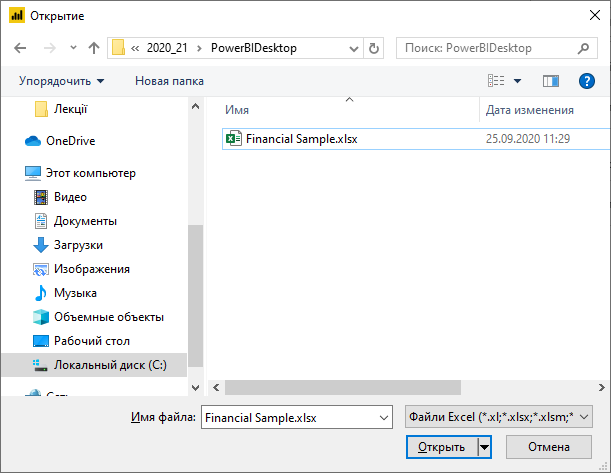 Открытие
« 2020_21 > PowerBIDesktop
Поиск: PowerBIDesktop
Упорядочить
Новая папка
Имя
Дата изменения
Лекції
OneDrive
Этот компьютер
Видео
Документы
Загрузки
Изображения
Музыка
Объемные объекты
Рабочий стол
Локальный диск (C:)
Financial Sample.xlsx
25.09.2020 11:29
Имя файла:
Financial Sample.xlsx
Файли Excel (*.xl;*.xlsx;*.xlsm;*
Открыть
Отмена